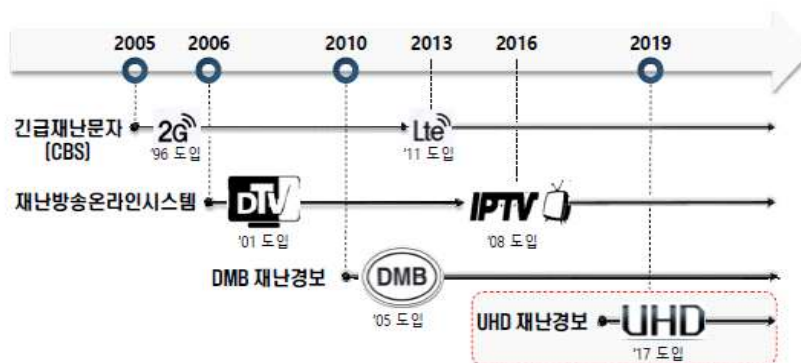 2005 2006 2010 2013 2016 2019
긴급재난문자 2G Lte
(CBS) '96 도입 '11 도입
재난방송온라인시스템 DTV IPTV
'01 도입 '08 도입
DMB 재난경보 DMB
'05 도입
UHD 재난경보 UHD
'17 도입